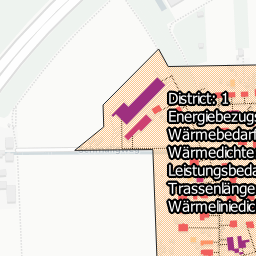 District: 1
Energiebezugs
Wärmebedarf
Wärmedichte
Leistungsbeda
Trassenlänge
Wärmeliniedic